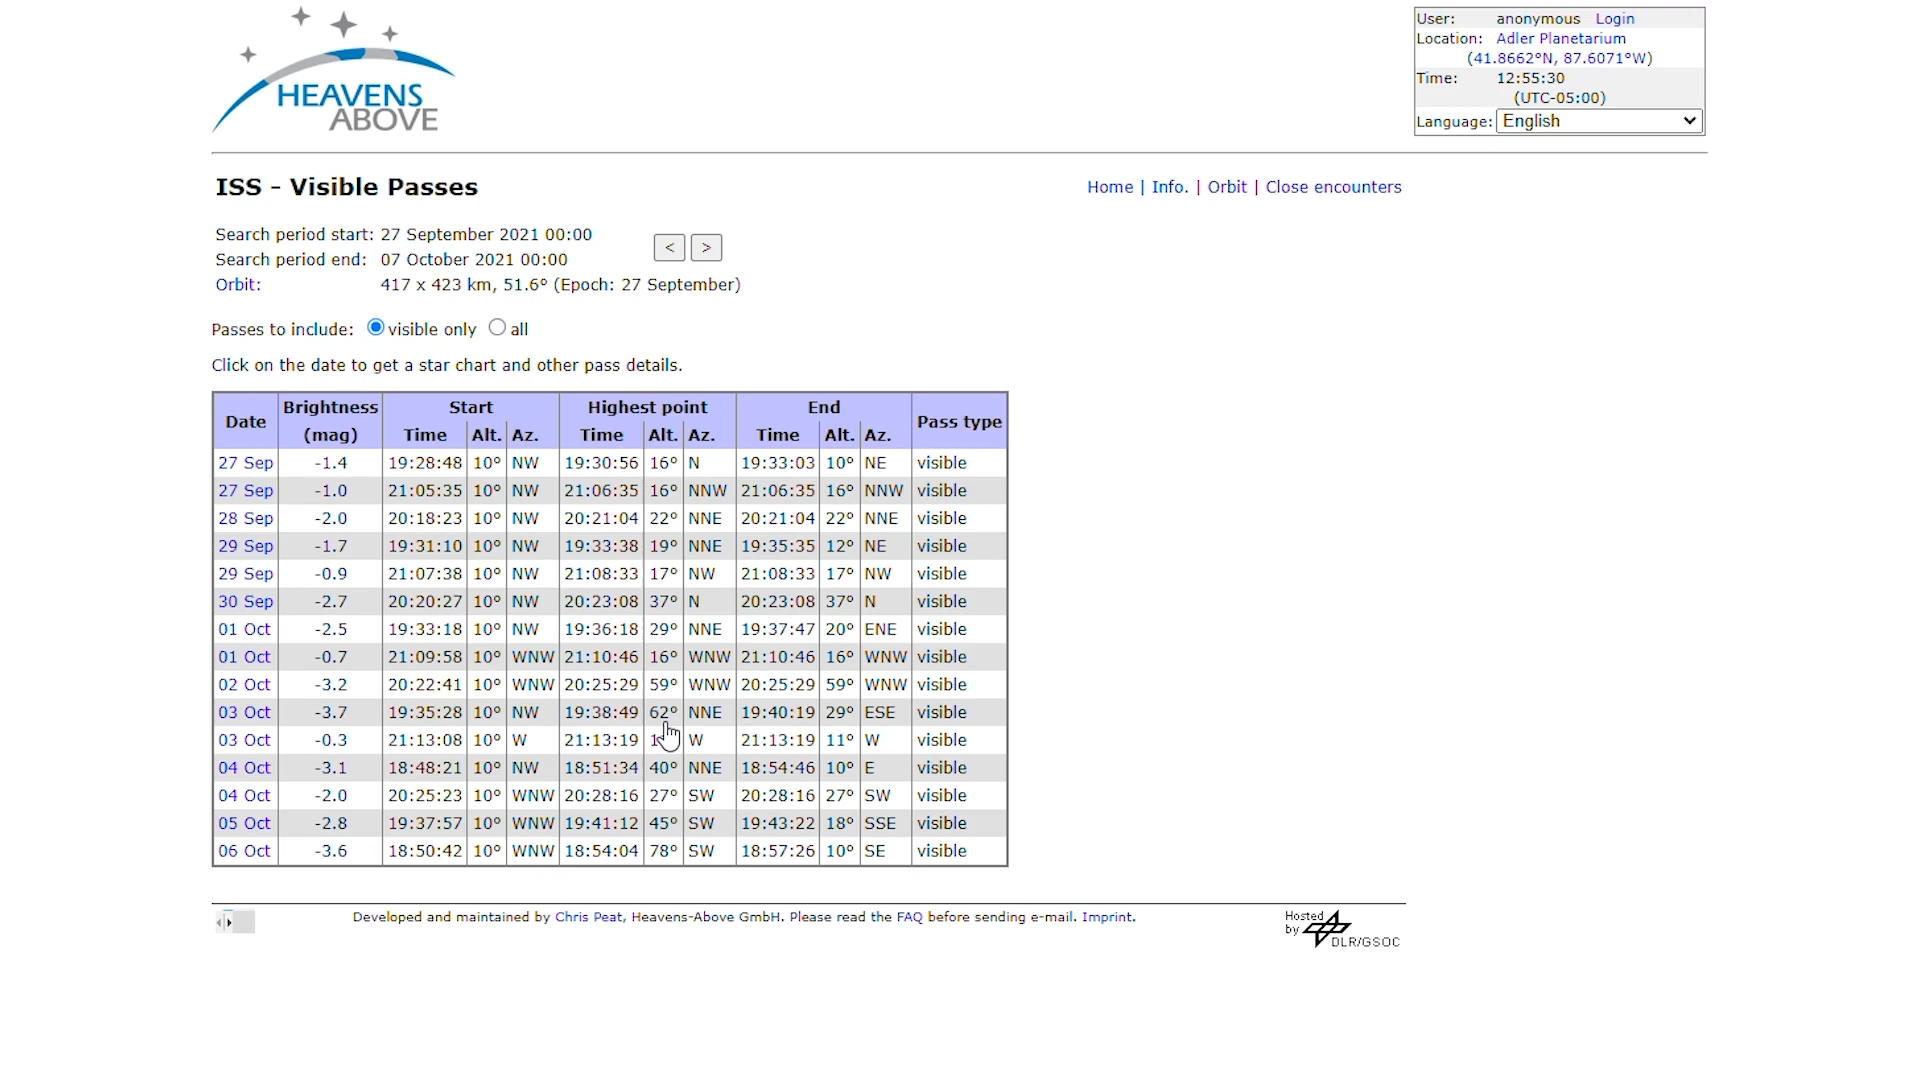 HEAVENS
ABOVE
User: anonymous Login
Location: Adler Planetarium
(41.8662°N, 87.6071°W)
Time: 12:55:30
(UTC-05:00)
Language: English
ISS - Visible Passes
Home | Info. | Orbit | Close encounters
Search period start: 27 September 2021 00:00
< >
Search period end: 07 October 2021 00:00
Orbit: 417 x 423 km, 51.6° (Epoch: 27 September)
Passes to include: visible only all
Click on the date to get a star chart and other pass details.
Date Brightness Start Highest point End Pass type
(mag) Time Alt. Az. Time Alt. Az. Time Alt. Az.
27 Sep -1.4 19:28:48 10° NW 19:30:56 16° N 19:33:03 10° NE visible
27 Sep -1.0 21:05:35 10° NW 21:06:35 16° NNW 21:06:35 16° NNW visible
28 Sep -2.0 20:18:23 10° NW 20:21:04 22° NNE 20:21:04 22° NNE visible
29 Sep -1.7 19:31:10 10° NW 19:33:38 19° NNE 19:35:35 12° NE visible
29 Sep -0.9 21:07:38 10° NW 21:08:33 17° NW 21:08:33 17° NW visible
30 Sep -2.7 20:20:27 10° NW 20:23:08 37° N 20:23:08 37° N visible
01 Oct -2.5 19:33:18 10° NW 19:36:18 29° NNE 19:37:47 20° ENE visible
01 Oct -0.7 21:09:58 10° WNW 21:10:46 16° WNW 21:10:46 16° WNW visible
02 Oct -3.2 20:22:41 10° WNW 20:25:29 59° WNW 20:25:29 59° WNW visible
03 Oct -3.7 19:35:28 10° NW 19:38:49 62° NNE 19:40:19 29° ESE visible
03 Oct -0.3 21:13:08 10° W 21:13:19 W 21:13:19 11° W visible
04 Oct -3.1 18:48:21 10° NW 18:51:34 40° NNE 18:54:46 10° E visible
04 Oct -2.0 20:25:23 10° WNW 20:28:16 27° SW 20:28:16 27° SW visible
05 Oct -2.8 19:37:57 10° WNW 19:41:12 45° SW 19:43:22 18° SSE visible
06 Oct -3.6 18:50:42 10° WNW 18:54:04 78° SW 18:57:26 10° SE visible
Developed and maintained by Chris Peat, Heavens-Above GmbH. Please read the FAQ before sending e-mail. Imprint.
Hosted
by
DLR/GSOC